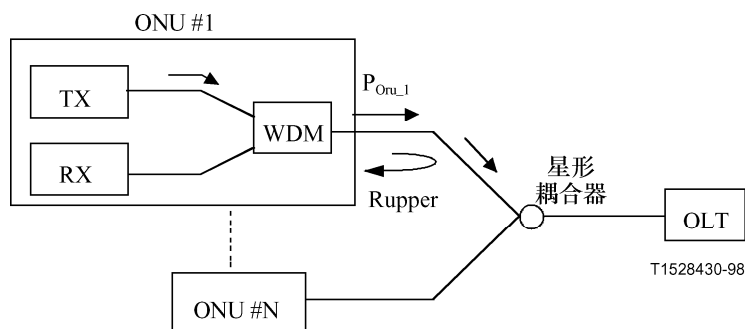 ONU #1
TX
RX
WDM
P_Oru_1
Rupper
星形
耦合器
OLT
T1528430-98
ONU #N